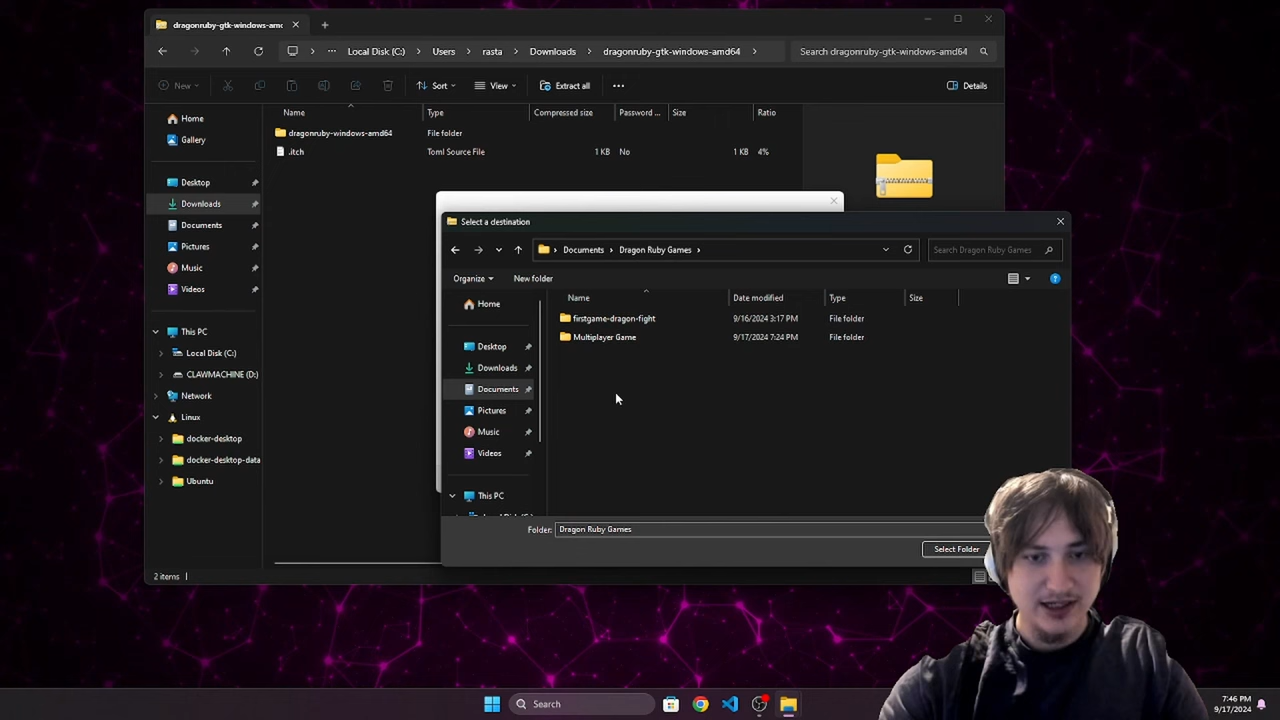 dragonruby-gtk-windows-amd
Local Disk (C:) Users rasta Downloads dragonruby-gtk-windows-amd64 Search dragonruby-gtk-windows-amd64
New Sort View Extract all Details
Home
Gallery
Desktop
Downloads
Documents
Pictures
Music
Videos
This PC
Local Disk (C:)
CLAWMACHINE (D:)
Network
Linux
docker-desktop
docker-desktop-data
Ubuntu
Name Type Compressed size Password ... Size Ratio
dragonruby-windows-amd64 File folder
.itch Toml Source File 1 KB No 1 KB 4%
2 items
Select a destination
Documents Dragon Ruby Games Search Dragon Ruby Games
Organize New folder
Home
Desktop
Downloads
Documents
Pictures
Music
Videos
This PC
Name Date modified Type Size
firstgame-dragon-fight 9/16/2024 3:17 PM File folder
Multiplayer Game 9/17/2024 7:24 PM File folder
Folder: Dragon Ruby Games
Select Folder
Search
7:46 PM
9/17/2024